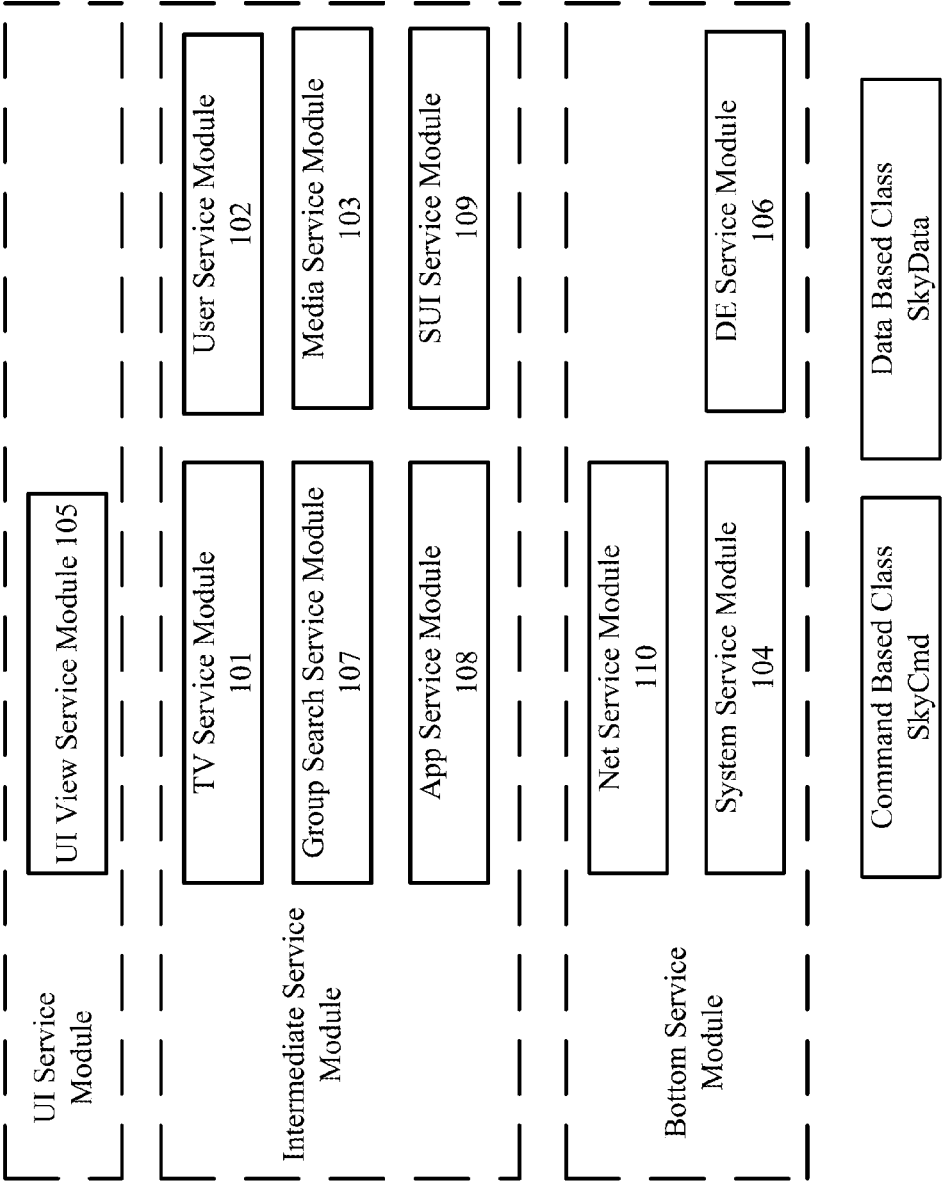 UI Service
Module
UI View Service Module 105
Intermediate Service
Module
TV Service Module
101
User Service Module
102
Group Search Service Module
107
Media Service Module
103
App Service Module
108
SUI Service Module
109
Bottom Service
Module
Net Service Module
110
System Service Module
104
DE Service Module
106
Command Based Class
SkyCmd
Data Based Class
SkyData